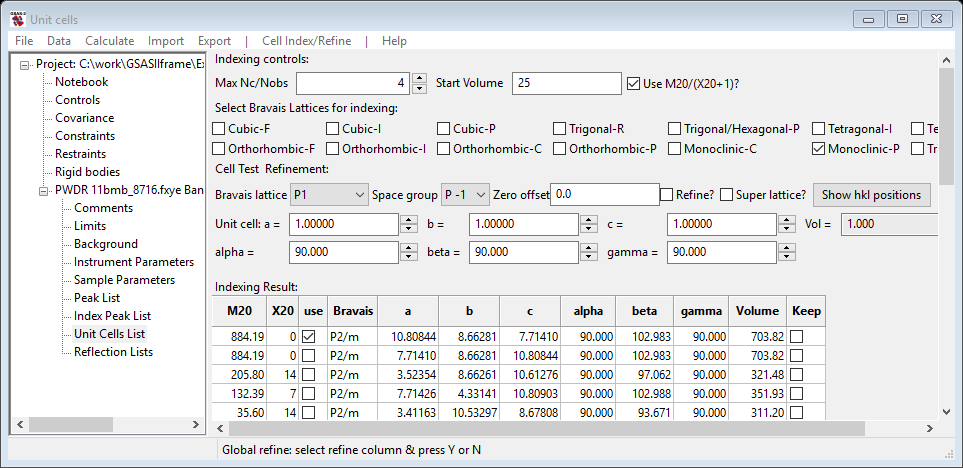 GSAS-II
Unit cells
File Data Calculate Import Export | Cell Index/Refine | Help
Project: C:\work\GSASIIframe\Ex
Notebook
Controls
Covariance
Constraints
Restraints
Rigid bodies
PWDR 11bmb_8716.fxye Ban
Comments
Limits
Background
Instrument Parameters
Sample Parameters
Peak List
Index Peak List
Unit Cells List
Reflection Lists
Indexing controls:
Max Nc/Nobs 4 Start Volume 25 Use M20/(X20+1)?
Select Bravais Lattices for indexing:
Cubic-F Cubic-I Cubic-P Trigonal-R Trigonal/Hexagonal-P Tetragonal-I Te
Orthorhombic-F Orthorhombic-I Orthorhombic-C Orthorhombic-P Monoclinic-C Monoclinic-P Tr
Cell Test Refinement:
Bravais lattice P1 Space group P -1 Zero offset 0.0 Refine? Super lattice? Show hkl positions
Unit cell: a = 1.00000 b = 1.00000 c = 1.00000 Vol = 1.000
alpha = 90.000 beta = 90.000 gamma = 90.000
Indexing Result:
M20 X20 use Bravais a b c alpha beta gamma Volume Keep
884.19 0 P2/m 10.80844 8.66281 7.71410 90.000 102.983 90.000 703.82
884.19 0 P2/m 7.71410 8.66281 10.80844 90.000 102.983 90.000 703.82
205.80 14 P2/m 3.52354 8.66261 10.61276 90.000 97.062 90.000 321.48
132.39 7 P2/m 7.71426 4.33141 10.80903 90.000 102.988 90.000 351.93
35.60 14 P2/m 3.41163 10.53297 8.67808 90.000 93.671 90.000 311.20
Global refine: select refine column & press Y or N